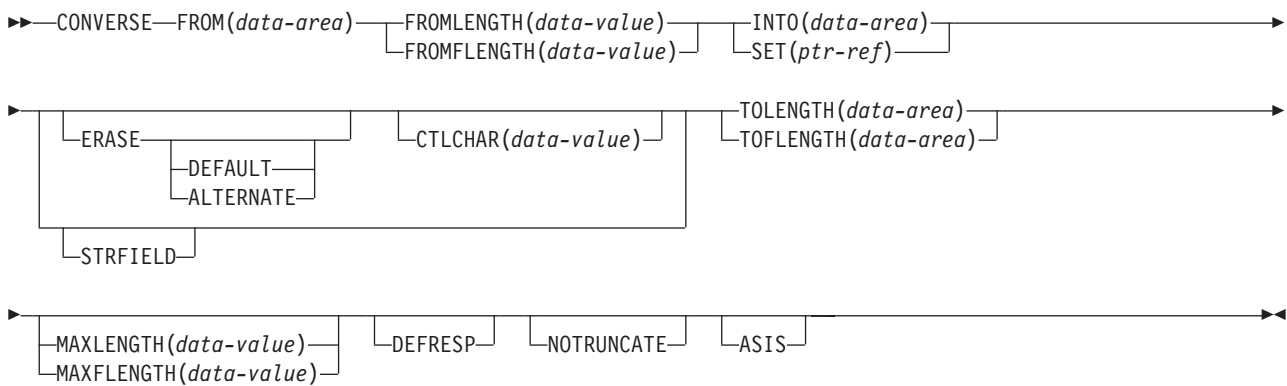 CONVERSE FROM(data-area) FROMLENGTH(data-value) INTO(data-area)
FROMFLENGTH(data-value) SET(ptr-ref)
TOLENGTH(data-area)
ERASE CTLCHAR(data-value) TOFLENGTH(data-area)
DEFAULT
ALTERNATE
STRFIELD
MAXLENGTH(data-value) DEFRESP NOTRUNCATE ASIS
MAXFLENGTH(data-value)